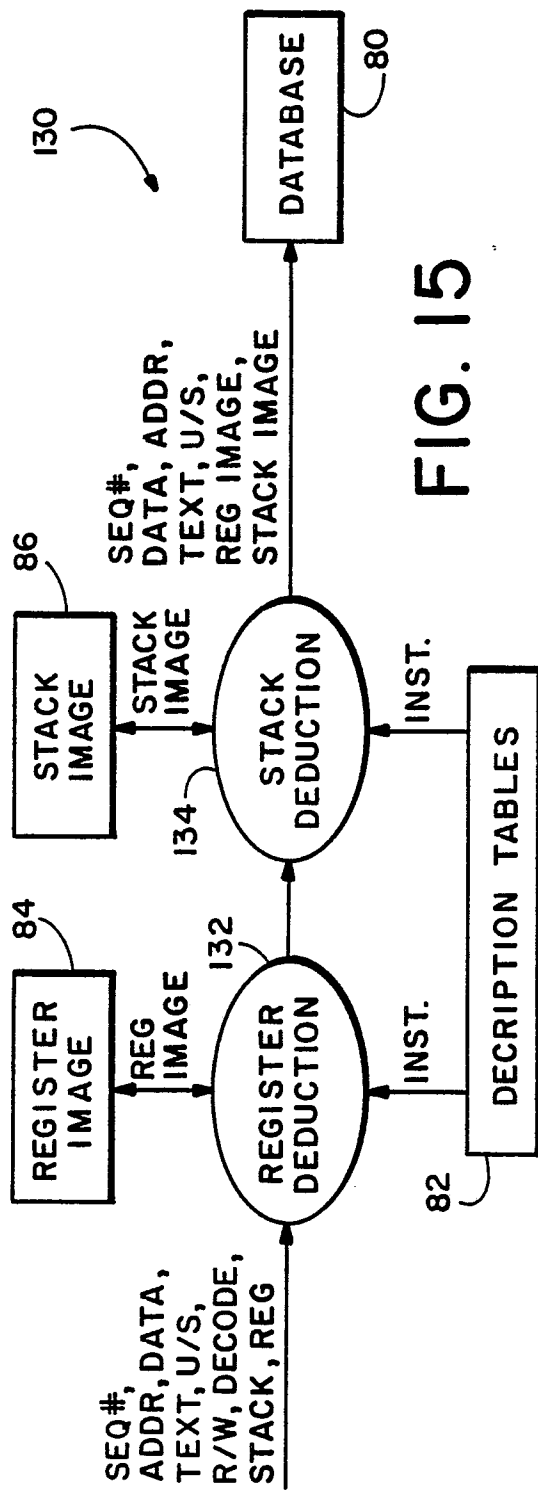 130
SEQ#,
ADDR, DATA,
TEXT, U/S,
R/W, DECODE,
STACK, REG
REGISTER
IMAGE
84
REG
IMAGE
REGISTER
DEDUCTION
132
STACK
IMAGE
86
STACK
IMAGE
STACK
DEDUCTION
134
SEQ#,
DATA, ADDR,
TEXT, U/S,
REG IMAGE,
STACK IMAGE
DATABASE
80
INST.
INST.
DECRIPTION TABLES
82
FIG. 15